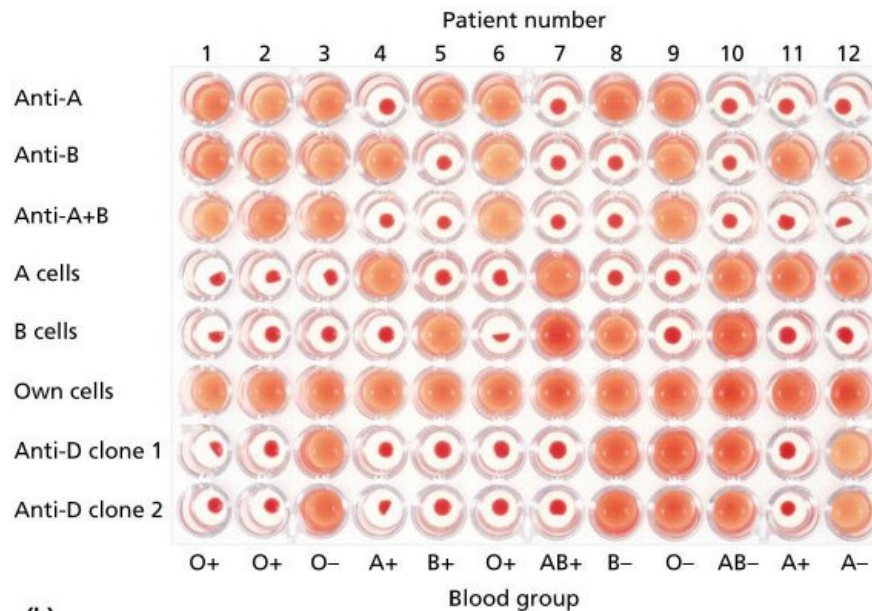 Patient number
1 2 3 4 5 6 7 8 9 10 11 12
Anti-A
Anti-B
Anti-A+B
A cells
B cells
Own cells
Anti-D clone 1
Anti-D clone 2
O+ O+ O– A+ B+ O+ AB+ B– O– AB– A+ A–
Blood group